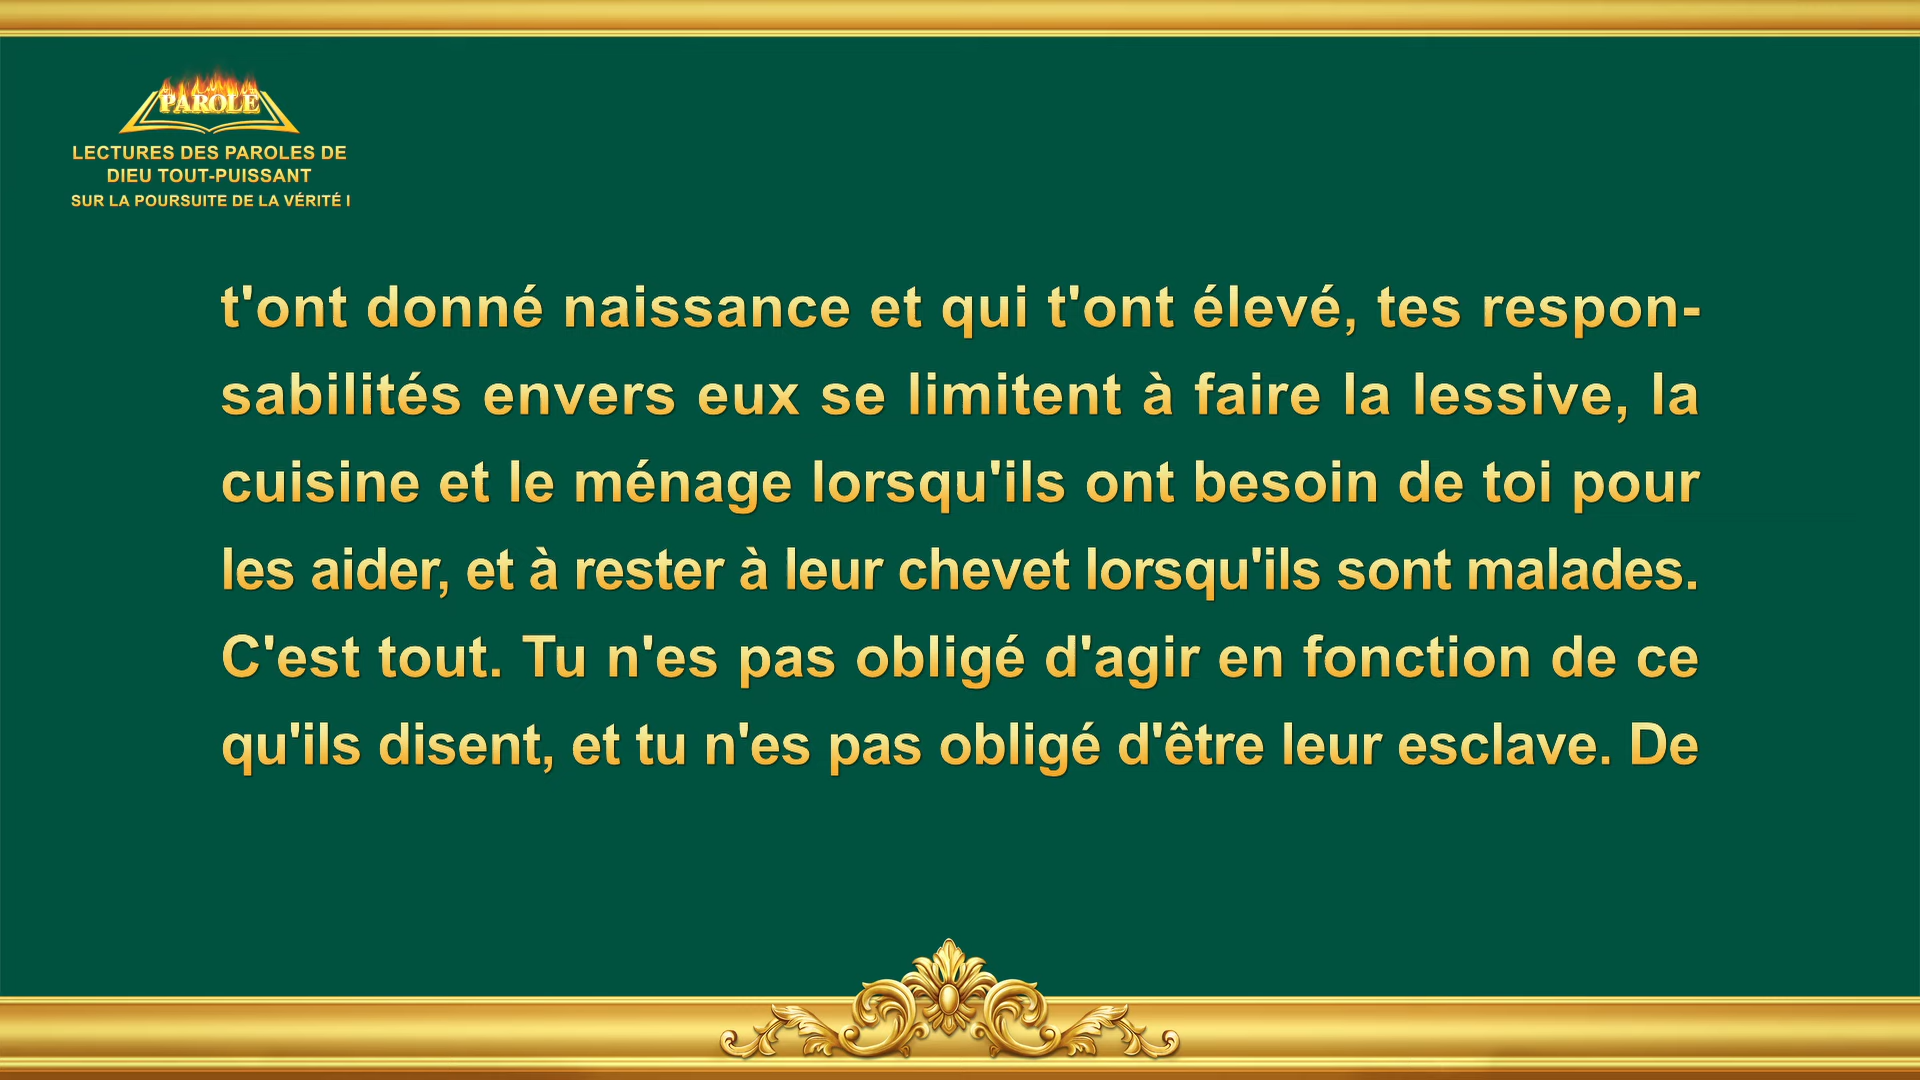 PAROLE
LECTURES DES PAROLES DE
DIEU TOUT-PUISSANT
SUR LA POURSUITE DE LA VÉRITÉ I
t'ont donné naissance et qui t'ont élevé, tes respon-
sabilités envers eux se limitent à faire la lessive, la
cuisine et le ménage lorsqu'ils ont besoin de toi pour
les aider, et à rester à leur chevet lorsqu'ils sont malades.
C'est tout. Tu n'es pas obligé d'agir en fonction de ce
qu'ils disent, et tu n'es pas obligé d'être leur esclave. De